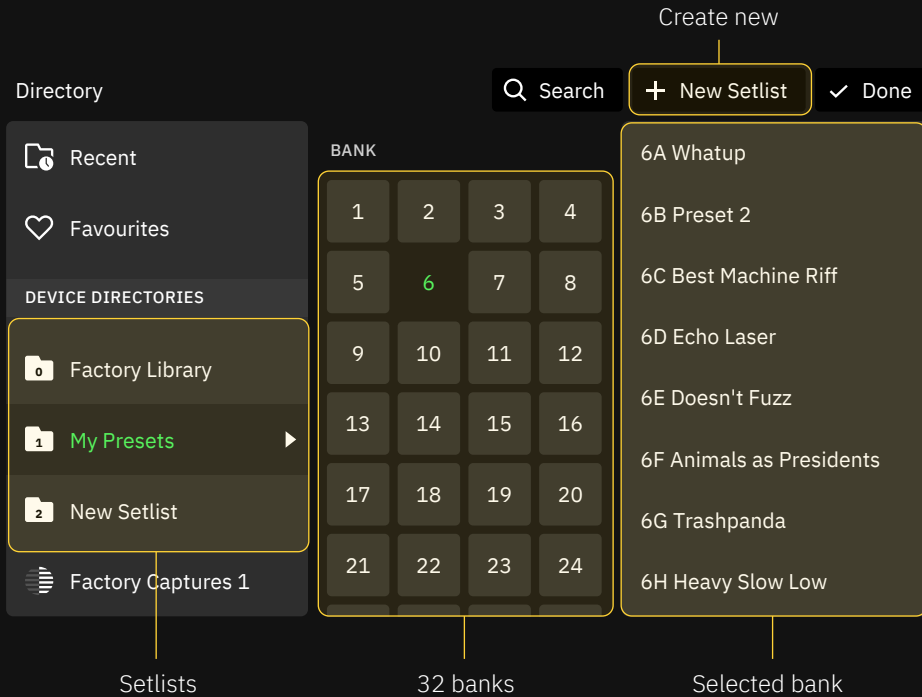 Create new
Directory
Search
New Setlist
Done
Recent
Favourites
DEVICE DIRECTORIES
0 Factory Library
1 My Presets
2 New Setlist
Factory Captures 1
BANK
1 2 3 4
5 6 7 8
9 10 11 12
13 14 15 16
17 18 19 20
21 22 23 24
6A Whatup
6B Preset 2
6C Best Machine Riff
6D Echo Laser
6E Doesn't Fuzz
6F Animals as Presidents
6G Trashpanda
6H Heavy Slow Low
Setlists
32 banks
Selected bank